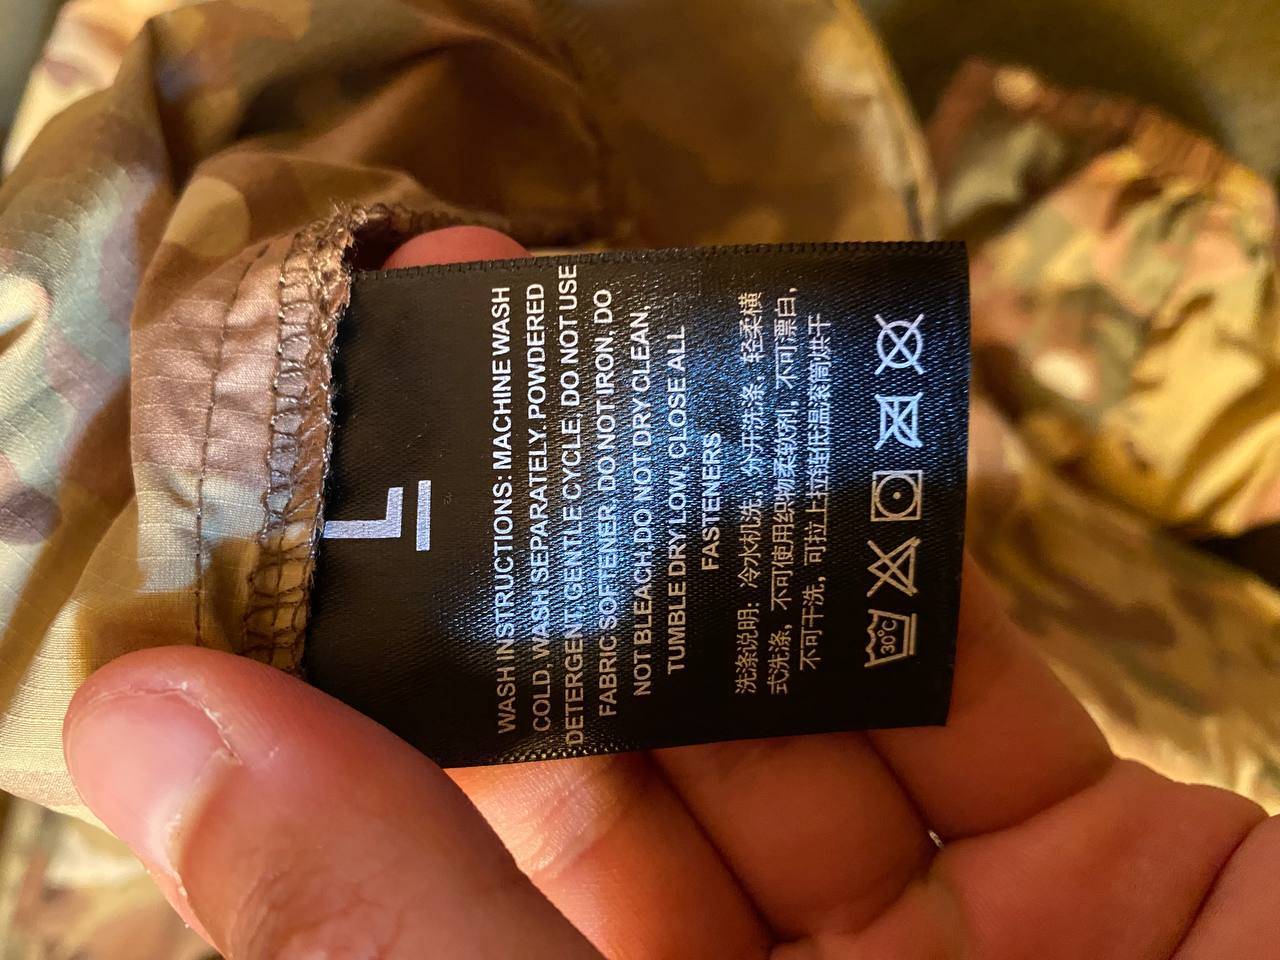 L
WASH INSTRUCTIONS: MACHINE WASH
COLD, WASH SEPARATELY. POWDERED
DETERGENT. GENTLE CYCLE. DO NOT USE
FABRIC SOFTENER. DO NOT IRON, DO
NOT BLEACH. DO NOT DRY CLEAN,
TUMBLE DRY LOW, CLOSE ALL
FASTENERS
洗涤说明: 冷水机洗, 分开洗涤, 轻柔横
式洗涤, 不可使用织物柔软剂, 不可漂白,
不可干洗, 可拉上拉链低温滚筒烘干
30°C